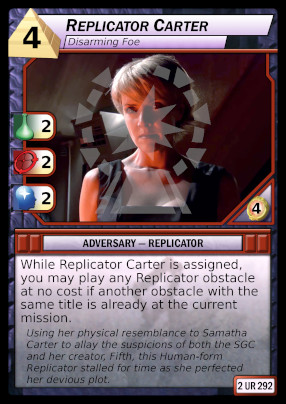 4
REPLICATOR CARTER
Disarming Foe
2
2
2
4
ADVERSARY – REPLICATOR
While Replicator Carter is assigned,
you may play any Replicator obstacle
at no cost if another obstacle with the
same title is already at the current
mission.
Using her physical resemblance to Samatha
Carter to allay the suspicions of both the SGC
and her creator, Fifth, this Human-form
Replicator stalled for time as she perfected
her devious plot.
2 UR 292